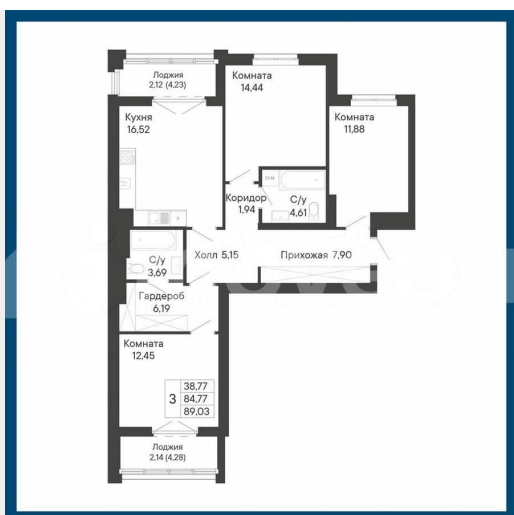 Лоджия
2.12 (4.23)
Комната
14,44
Кухня
16,52
Комната
11,88
Коридор
1,94
С/у
4,61
Холл 5,15
Прихожая 7,90
С/у
3,69
Гардероб
6,19
Комната
12,45
3
38,77
84,77
89,03
Лоджия
2.14 (4.28)